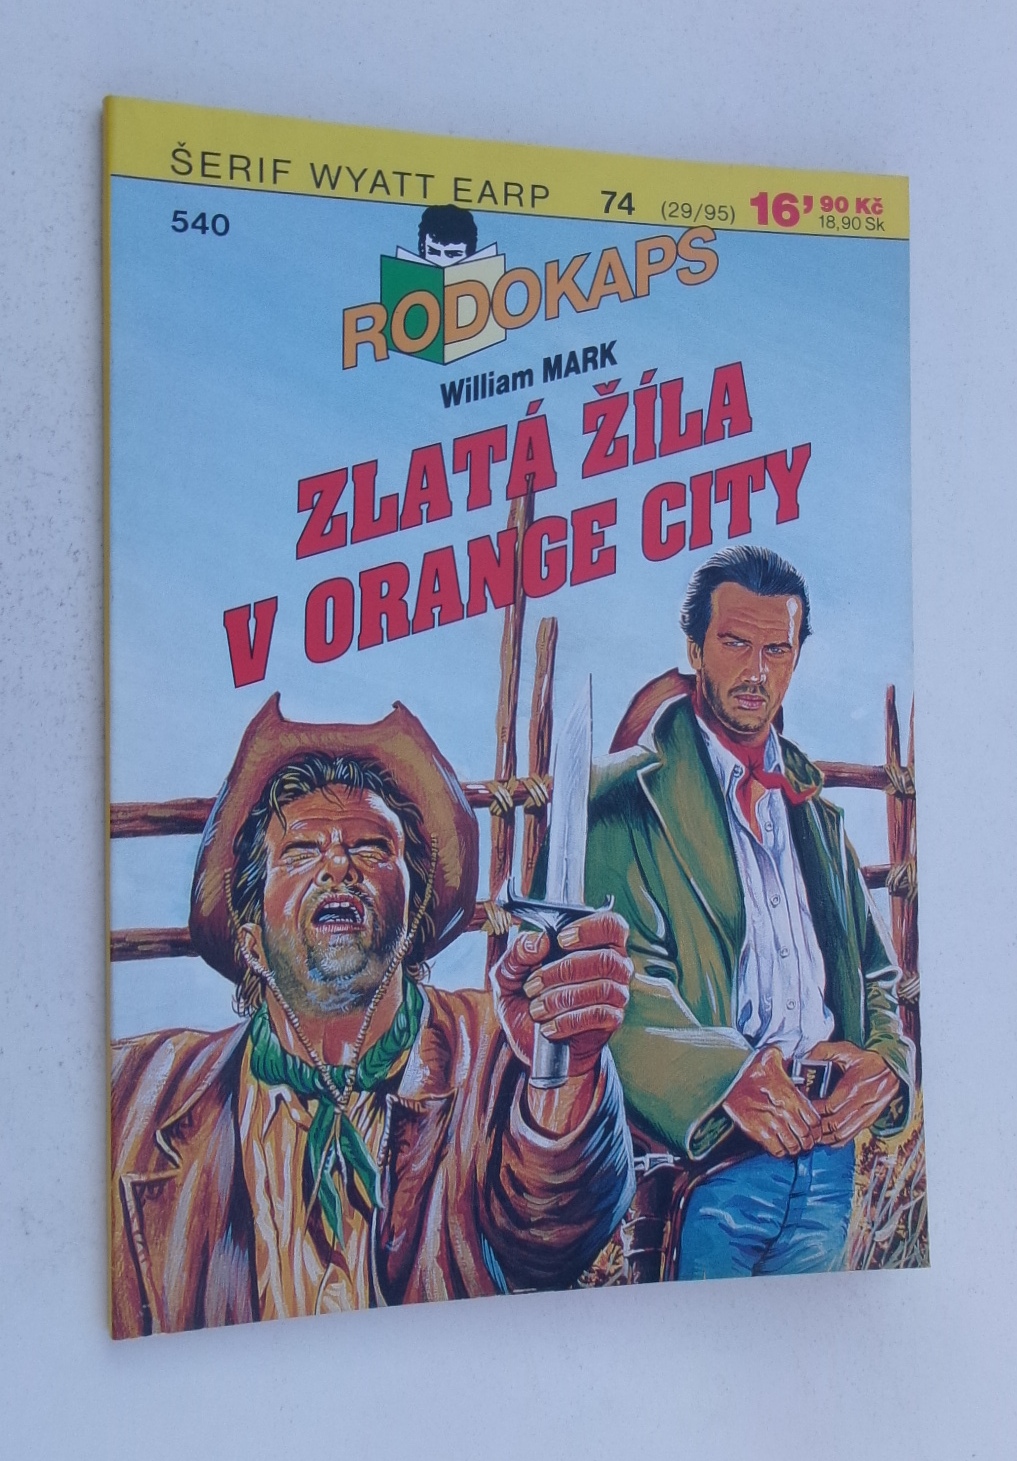 ŠERIF WYATT EARP 74 (29/95) 16’90 Kč
18,90 Sk
540
RODOKAPS
William MARK
ZLATÁ ŽÍLA
V ORANGE CITY